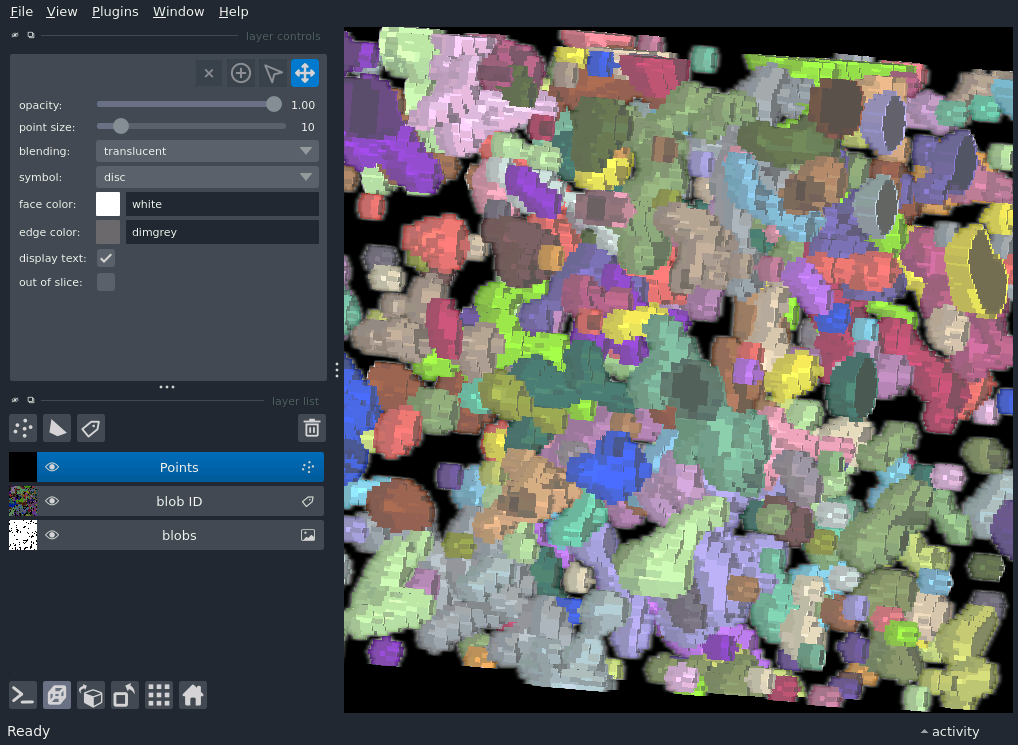 File View Plugins Window Help
layer controls
opacity: 1.00
point size: 10
blending: translucent
symbol: disc
face color: white
edge color: dimgrey
display text:
out of slice:
layer list
Points
blob ID
blobs
Ready activity